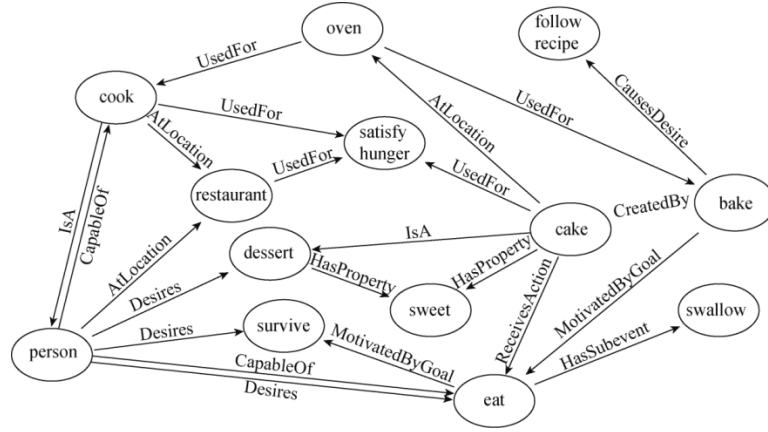 oven
follow
recipe
UsedFor
cook
UsedFor
AtLocation
UsedFor
CausesDesire
AtLocation
satisfy
hunger
UsedFor
UsedFor
restaurant
IsA
CapableOf
AtLocation
IsA
cake
CreatedBy
bake
dessert
HasProperty
HasProperty
sweet
Desires
ReceivesAction
MotivatedByGoal
swallow
survive
Desires
MotivatedByGoal
HasSubevent
person
CapableOf
Desires
eat